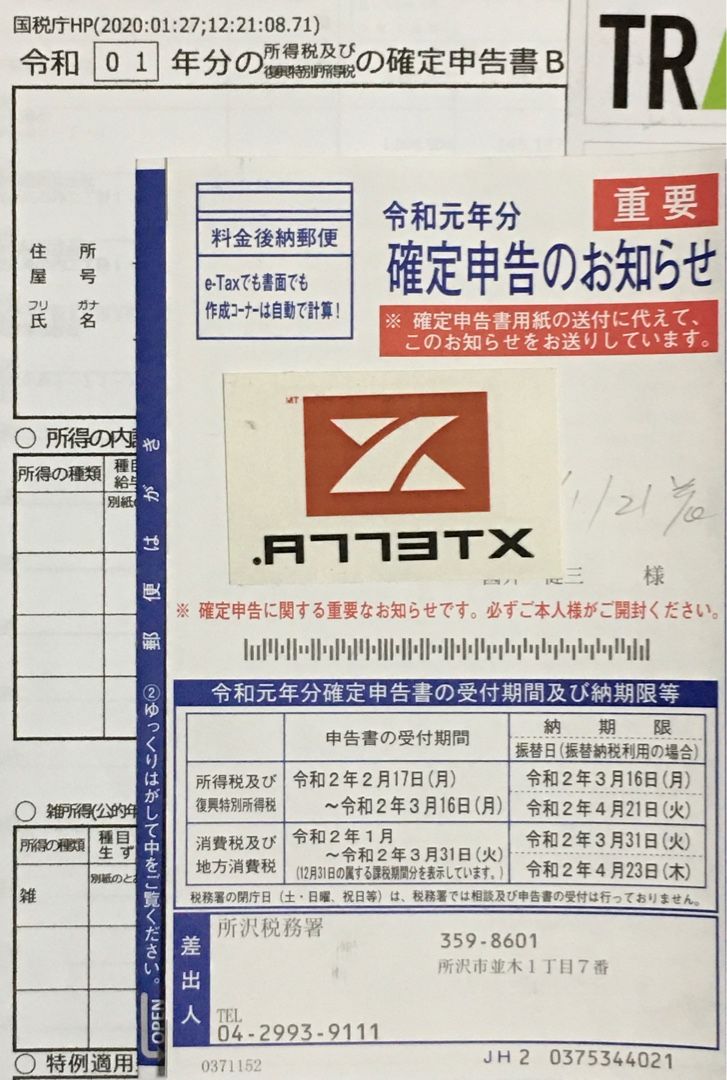 国税庁HP(2020:01:27;12:21:08.71)
令和 01 年分の所得税及び復興特別所得税の確定申告書B
TR
住所
屋号
フリガナ
氏名
○ 所得の内
所得の種類
種目
給与
別紙の
○ 雑所得(公的年
所得の種類
種目
生ず
雑
別紙のとお
○ 特例適用
郵便はがき
②ゆっくりはがして中をご覧ください。
OPEN
料金後納郵便
e-Taxでも書面でも
作成コーナーは自動で計算！
重要
令和元年分
確定申告のお知らせ
※ 確定申告書用紙の送付に代えて、
このお知らせをお送りしています。
MT
XTELLA.
1/21
健三 様
※ 確定申告に関する重要なお知らせです。必ずご本人様がご開封ください。
令和元年分確定申告書の受付期間及び納期限等
申告書の受付期間
納期限
振替日(振替納税利用の場合)
所得税及び
復興特別所得税
令和2年2月17日(月)
～令和2年3月16日(月)
令和2年3月16日(月)
令和2年4月21日(火)
消費税及び
地方消費税
令和2年1月
～令和2年3月31日(火)
(12月31日の属する課税期間分を表示しています。)
令和2年3月31日(火)
令和2年4月23日(木)
税務署の閉庁日（土・日曜、祝日等）は、税務署では相談及び申告書の受付は行っておりません。
差出人
所沢税務署
359-8601
所沢市並木1丁目7番
TEL
04-2993-9111
0371152
JH2 0375344021